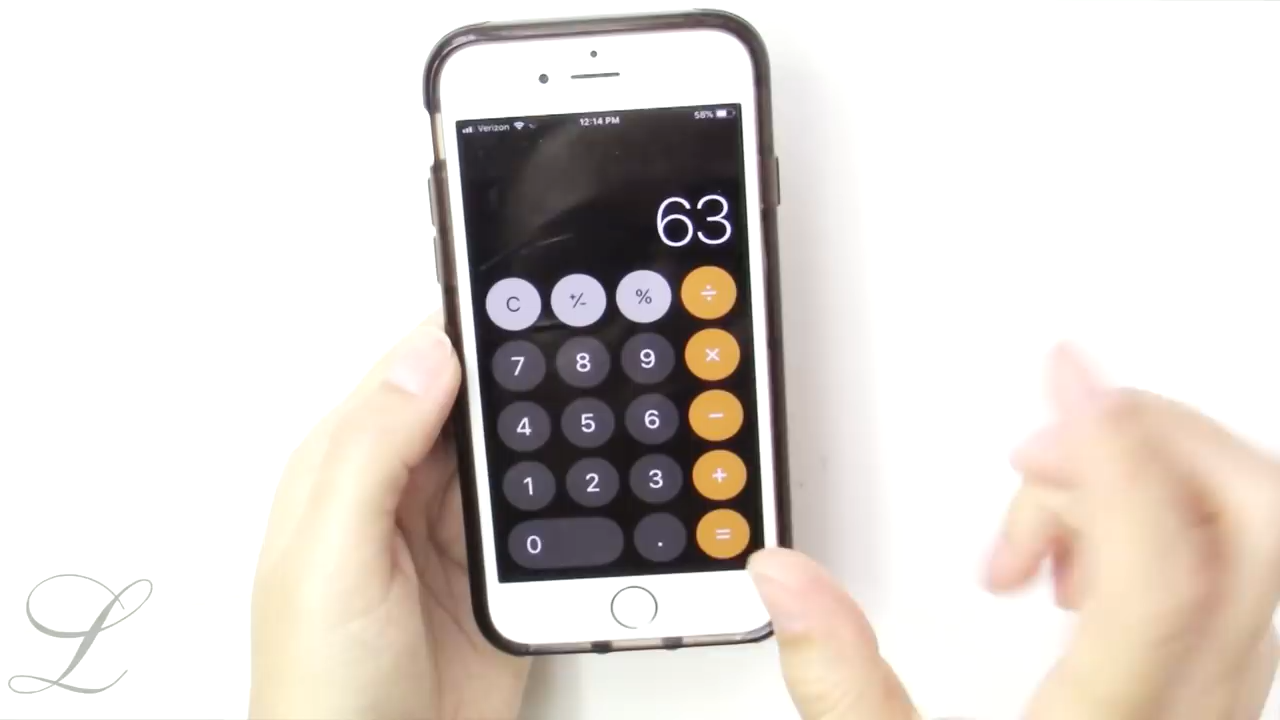 Verizon 12:14 PM 58%
63
C +/- % ÷
7 8 9 ×
4 5 6 −
1 2 3 +
0 . =
L